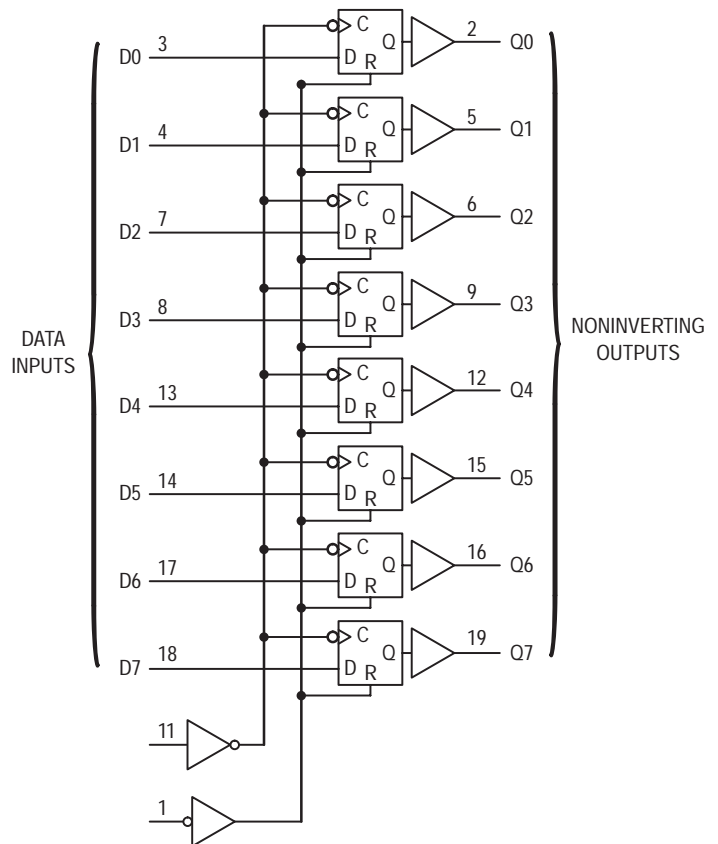 C
Q
D R
3
D0
2
Q0
C
Q
D R
4
D1
5
Q1
C
Q
D R
7
D2
6
Q2
C
Q
D R
8
D3
9
Q3
DATA
INPUTS
NONINVERTING
OUTPUTS
C
Q
D R
13
D4
12
Q4
C
Q
D R
14
D5
15
Q5
C
Q
D R
17
D6
16
Q6
C
Q
D R
18
D7
19
Q7
11
1